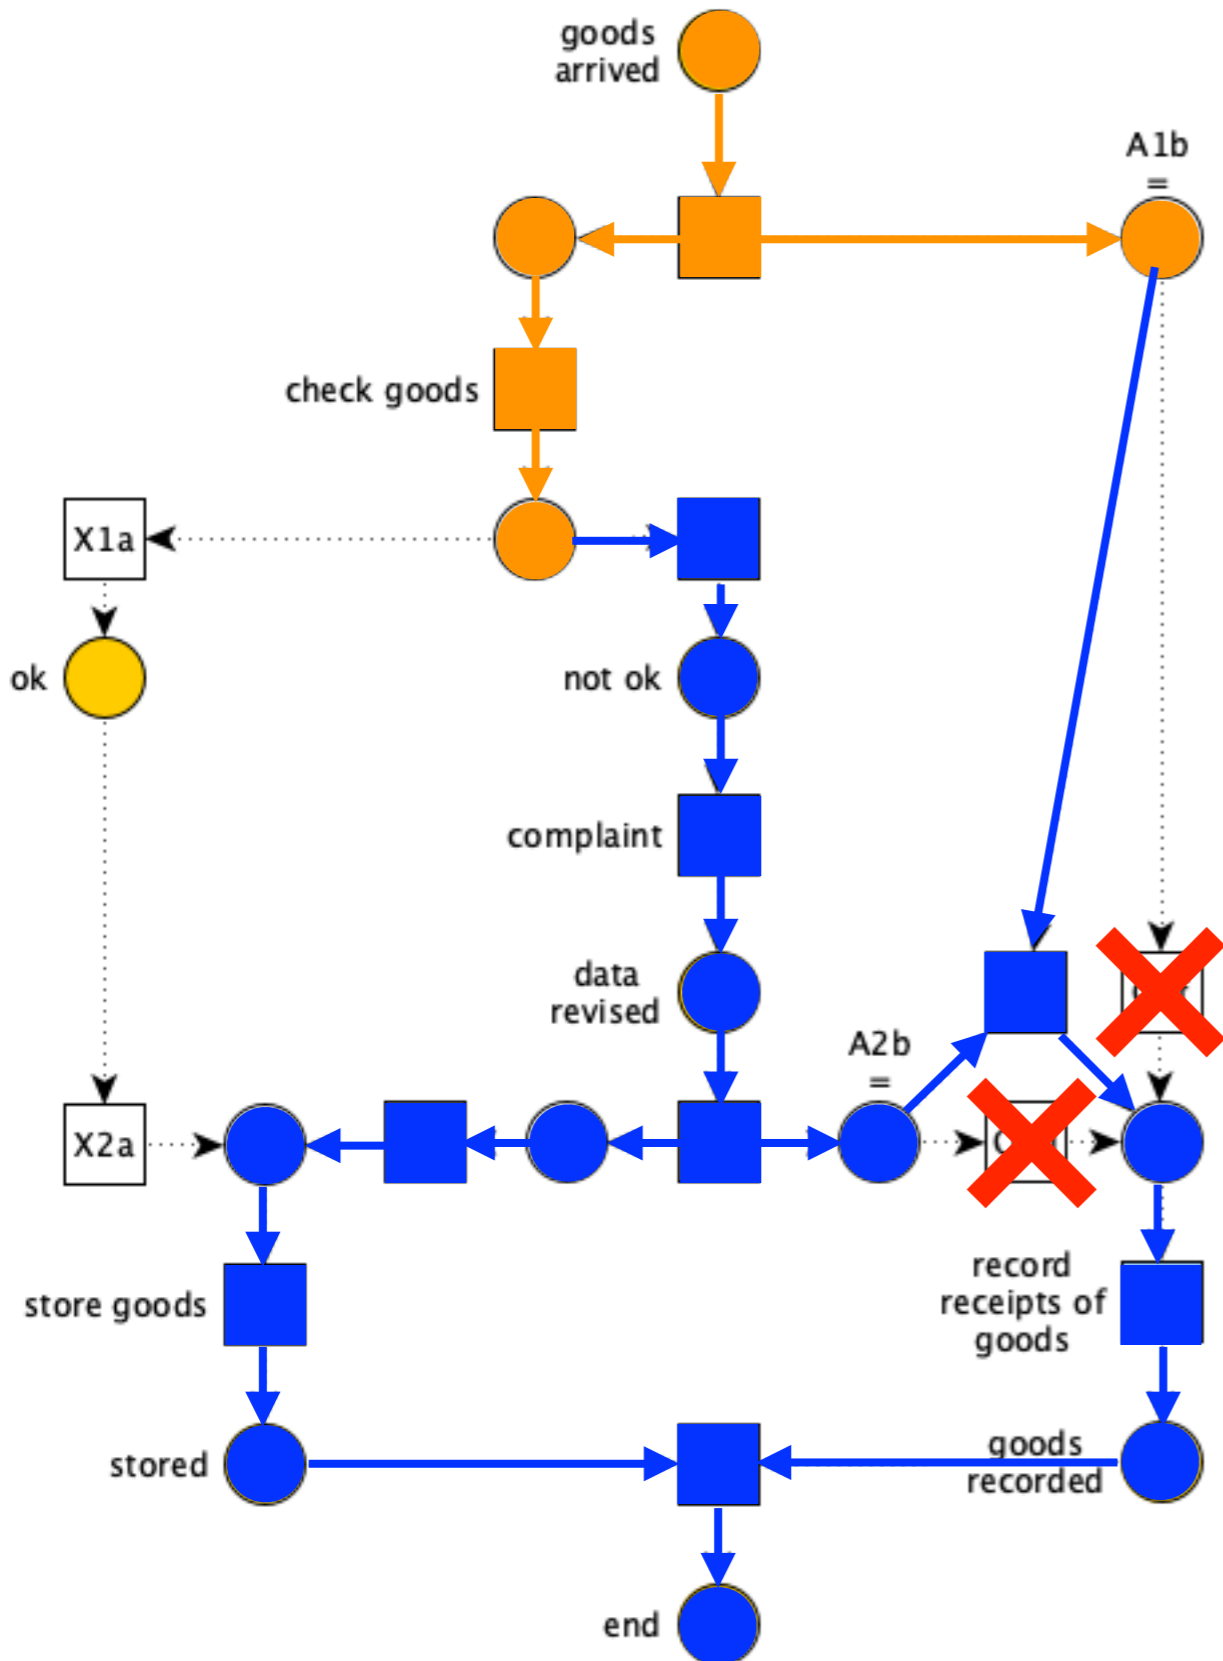 goods
arrived
A1b
=
check goods
X1a
ok
not ok
complaint
data
revised
A2b
=
X2a
store goods
record
receipts of
goods
stored
goods
recorded
end